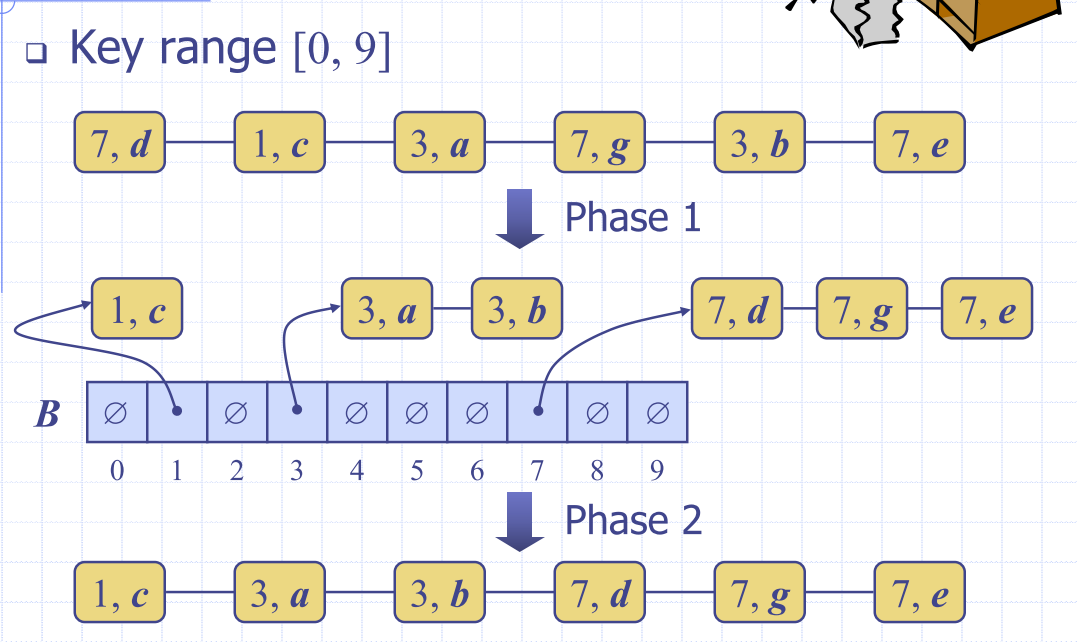 Key range [0, 9]
7, d 1, c 3, a 7, g 3, b 7, e
Phase 1
1, c 3, a 3, b 7, d 7, g 7, e
B ∅ ∅ ∅ ∅ ∅ ∅ ∅
0 1 2 3 4 5 6 7 8 9
Phase 2
1, c 3, a 3, b 7, d 7, g 7, e